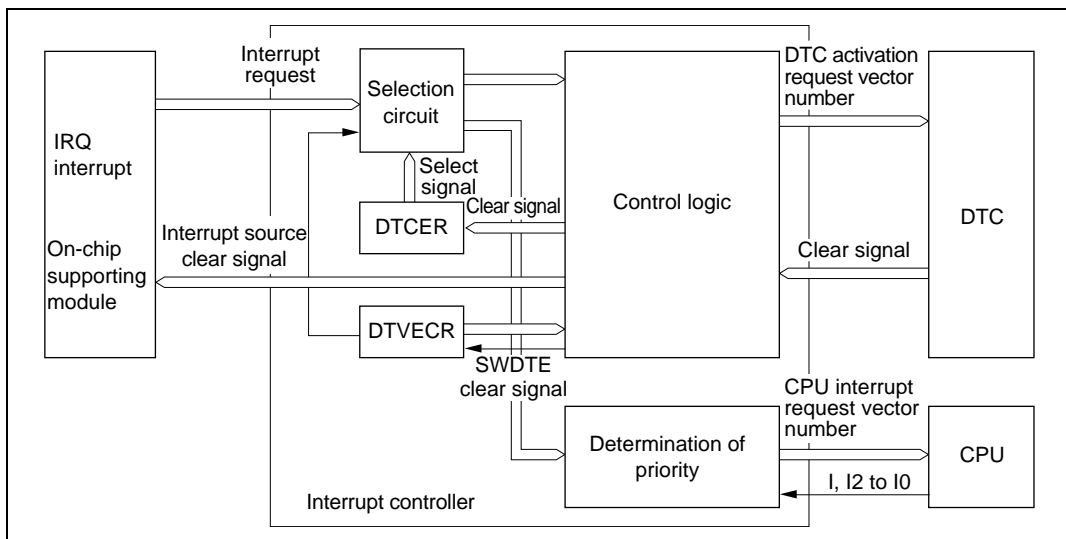 Interrupt
request
Selection
circuit
DTC activation
request vector
number
IRQ
interrupt
Select
signal
Control logic
DTC
DTCER
Clear signal
Interrupt source
clear signal
Clear signal
On-chip
supporting
module
DTVECR
SWDTE
clear signal
CPU interrupt
request vector
number
Determination of
priority
CPU
I, I2 to I0
Interrupt controller